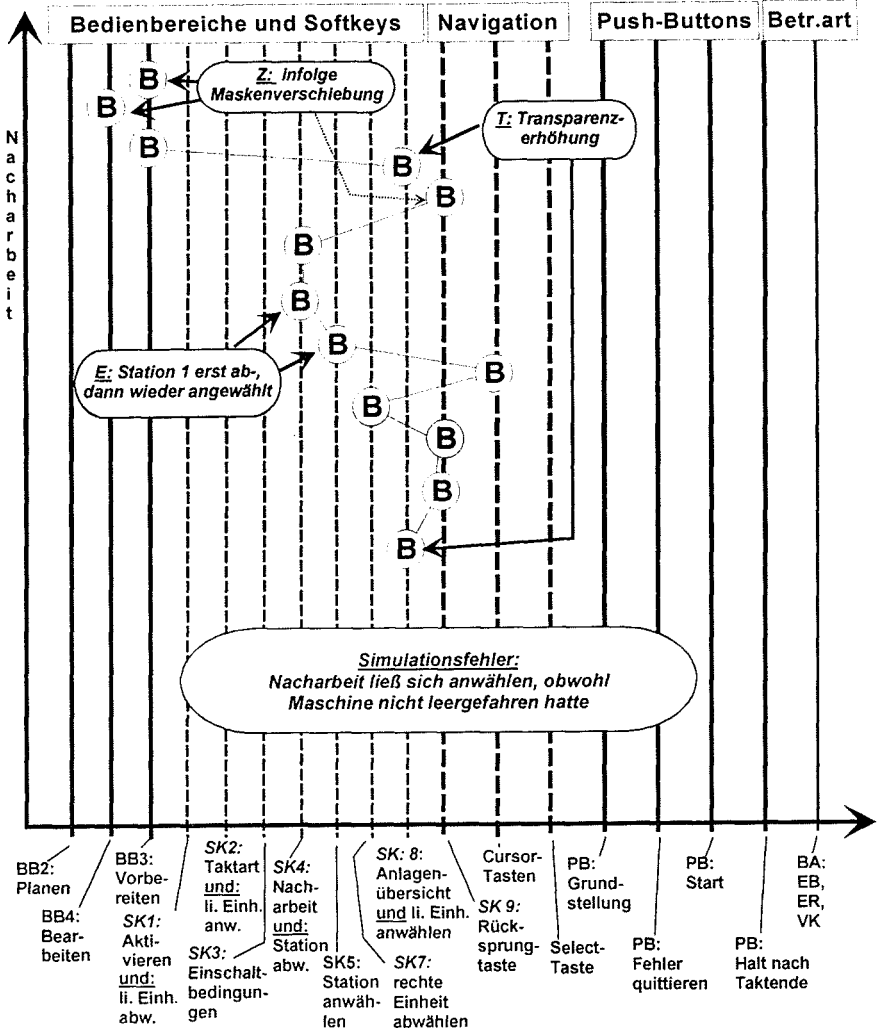 Bedienbereiche und Softkeys
Navigation
Push-Buttons
Betr.art
Nacharbeit
B
Z: infolge
Maskenverschiebung
B
T: Transparenz-
erhöhung
B
B
B
B
B
B
E: Station 1 erst ab-,
dann wieder angewählt
B
B
B
B
B
Simulationsfehler:
Nacharbeit ließ sich anwählen, obwohl
Maschine nicht leergefahren hatte
BB2:
Planen
BB4:
Bear-
beiten
BB3:
Vorbe-
reiten
SK1:
Akti-
vieren
und:
li. Einh.
abw.
SK2:
Taktart
und:
li. Einh.
anw.
SK3:
Einschalt-
bedingun-
gen
SK4:
Nach-
arbeit
und:
Station
abw.
SK5:
Station
anwäh-
len
SK: 8:
Anlagen-
übersicht
und li. Einh.
anwählen
SK7:
rechte
Einheit
abwählen
Cursor-
Tasten
SK 9:
Rück-
sprung-
taste
Select-
Taste
PB:
Grund-
stellung
PB:
Fehler
quittieren
PB:
Start
PB:
Halt nach
Taktende
BA:
EB,
ER,
VK